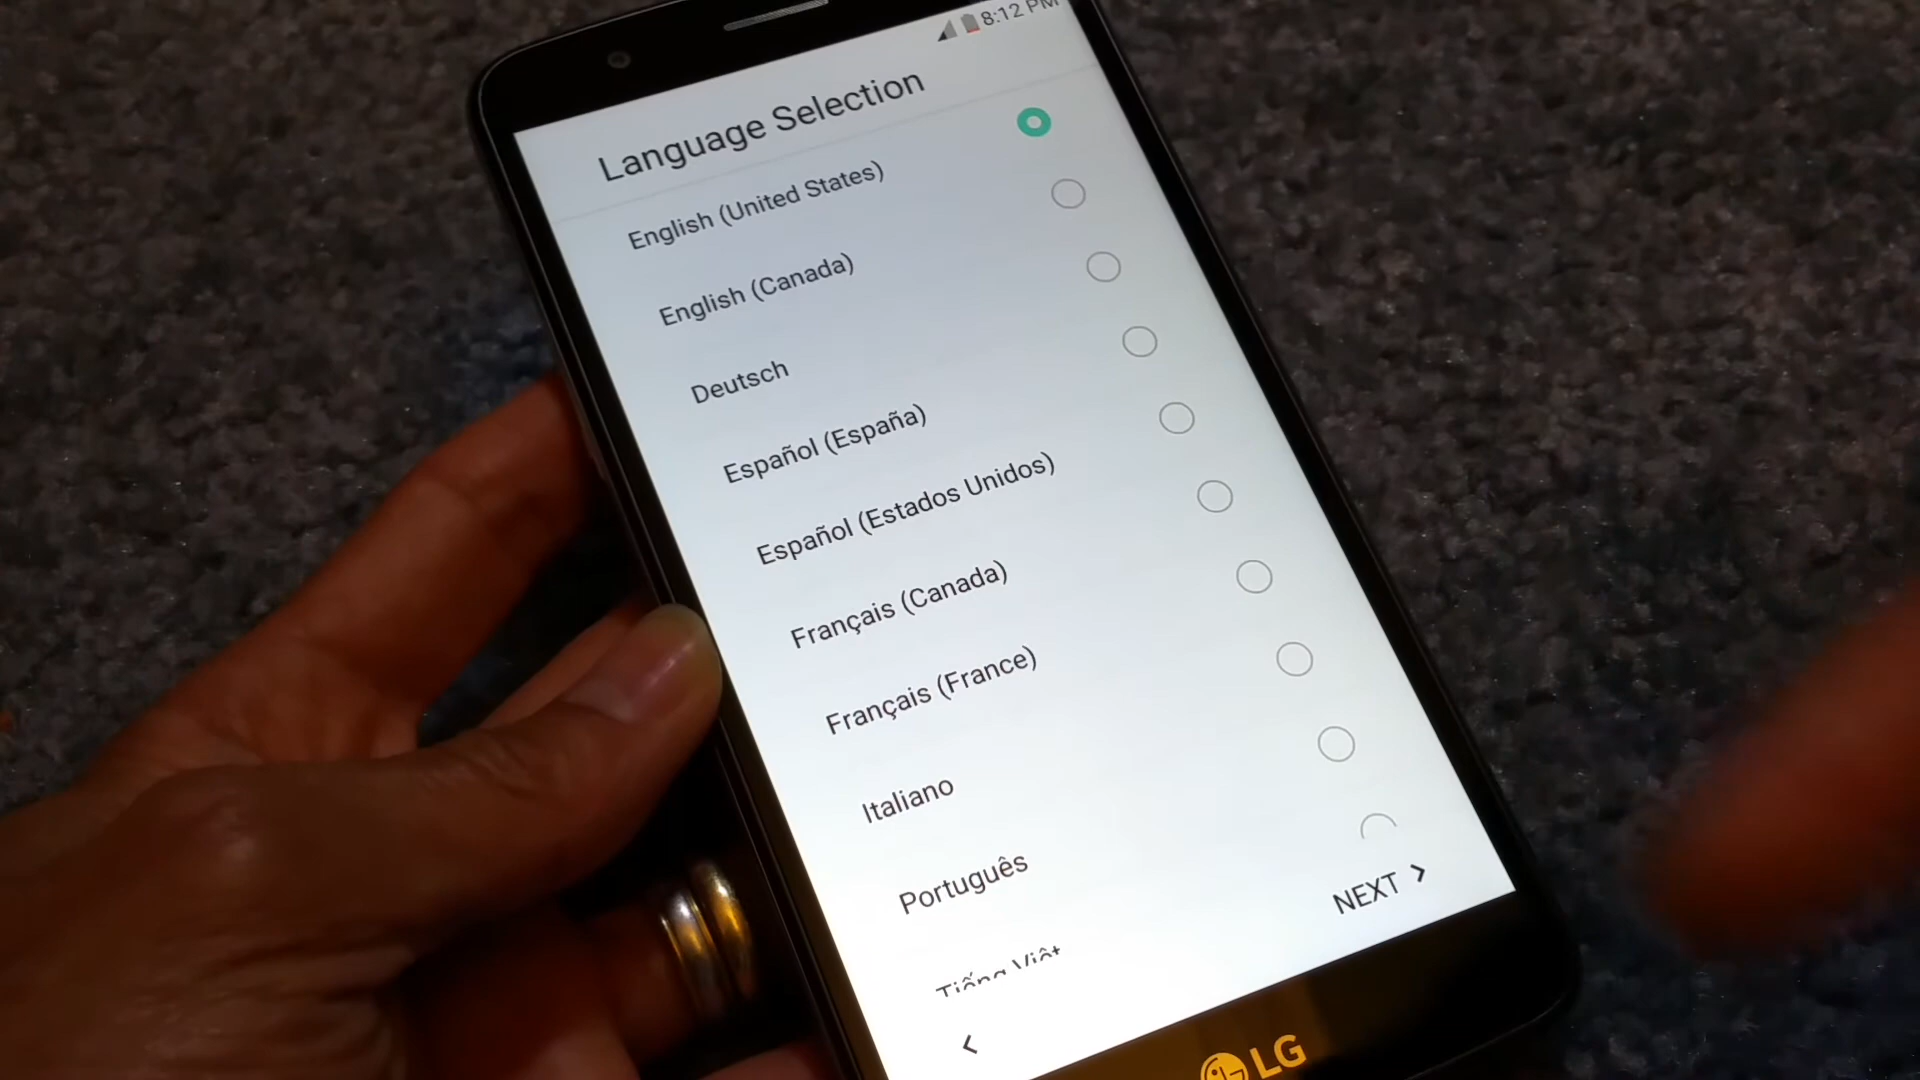 8:12 PM
Language Selection
English (United States)
English (Canada)
Deutsch
Español (España)
Español (Estados Unidos)
Français (Canada)
Français (France)
Italiano
Português
Tiếng Việt
NEXT
LG